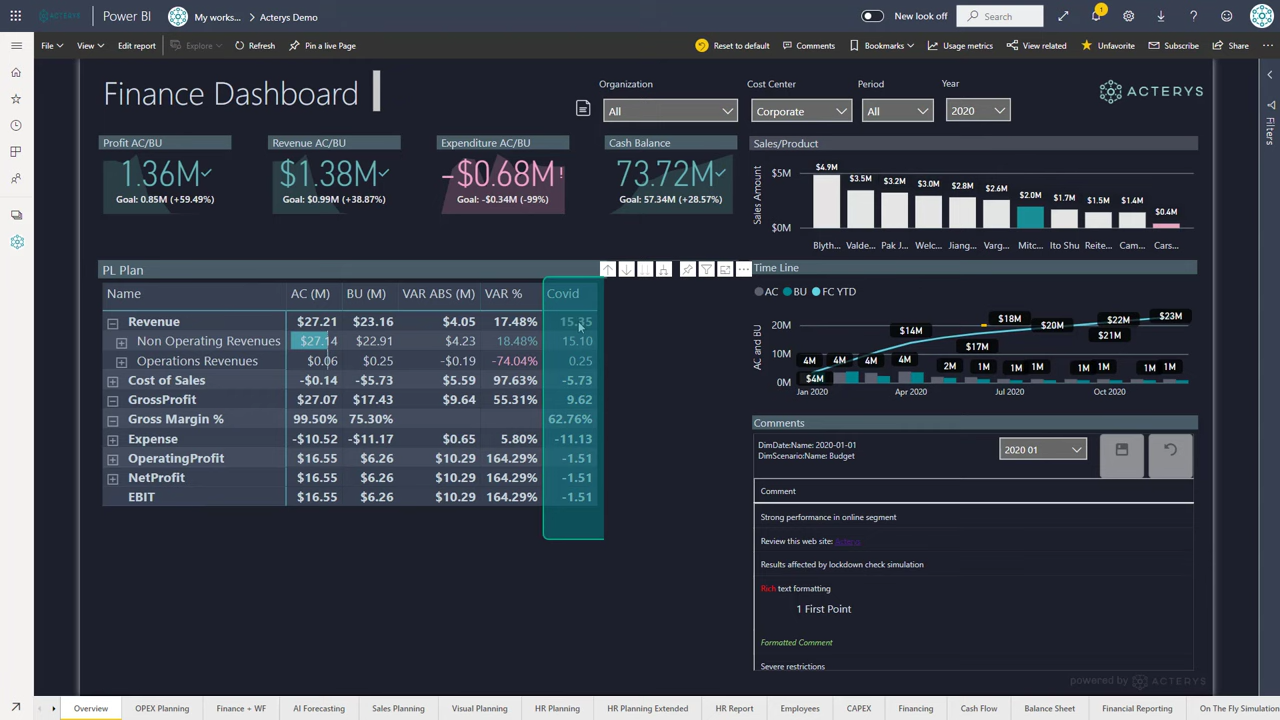 ACTERYS Power BI My works... > Acterys Demo New look off Search 1
File View Edit report Explore Refresh Pin a live Page Reset to default Comments Bookmarks Usage metrics View related Unfavorite Subscribe Share ...
Finance Dashboard
Organization Cost Center Period Year
All Corporate All 2020
ACTERYS
Profit AC/BU Revenue AC/BU Expenditure AC/BU Cash Balance
1.36M $1.38M -$0.68M! 73.72M
Goal: 0.85M (+59.49%) Goal: $0.99M (+38.87%) Goal: -$0.34M (-99%) Goal: 57.34M (+28.57%)
Sales/Product
Sales Amount
$5M
$0M
$4.9M $3.5M $3.2M $3.0M $2.8M $2.6M $2.0M $1.7M $1.5M $1.4M $0.4M
Blyth... Valde... Pak J... Welc... Jiang... Varg... Mitc... Ito Shu Reite... Cam... Cars...
PL Plan
Name AC (M) BU (M) VAR ABS (M) VAR % Covid
Revenue $27.21 $23.16 $4.05 17.48% 15.35
Non Operating Revenues $27.14 $22.91 $4.23 18.48% 15.10
Operations Revenues $0.06 $0.25 -$0.19 -74.04% 0.25
Cost of Sales -$0.14 -$5.73 $5.59 97.63% -5.73
GrossProfit $27.07 $17.43 $9.64 55.31% 9.62
Gross Margin % 99.50% 75.30% 62.76%
Expense -$10.52 -$11.17 $0.65 5.80% -11.13
OperatingProfit $16.55 $6.26 $10.29 164.29% -1.51
NetProfit $16.55 $6.26 $10.29 164.29% -1.51
EBIT $16.55 $6.26 $10.29 164.29% -1.51
Time Line
AC BU FC YTD
AC and BU
20M
10M
0M
4M $4M 4M 4M 4M $14M 2M 1M $17M 1M $18M 1M 1M $20M 1M $21M $22M 1M 1M $23M
Jan 2020 Apr 2020 Jul 2020 Oct 2020
Comments
DimDate:Name: 2020-01-01
DimScenario:Name: Budget
2020 01
Comment
Strong performance in online segment
Review this web site: Acterys
Results affected by lockdown check simulation
Rich text formatting
1 First Point
Formatted Comment
Severe restrictions
powered by ACTERYS
Filters
Overview OPEX Planning Finance + WF AI Forecasting Sales Planning Visual Planning HR Planning HR Planning Extended HR Report Employees CAPEX Financing Cash Flow Balance Sheet Financial Reporting On The Fly Simulation